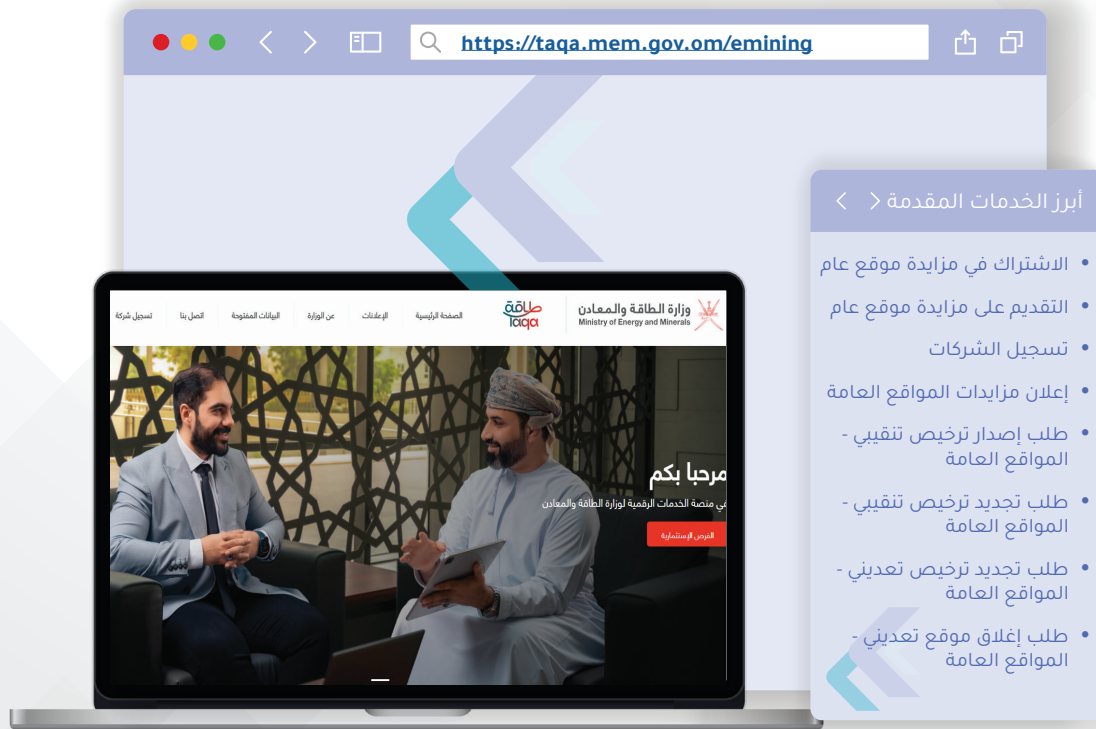 https://taqa.mem.gov.om/emining
أبرز الخدمات المقدمة
• الاشتراك في مزايدة موقع عام
• التقديم على مزايدة موقع عام
• تسجيل الشركات
• إعلان مزايدات المواقع العامة
• طلب إصدار ترخيص تنقيبي -
المواقع العامة
• طلب تجديد ترخيص تنقيبي -
المواقع العامة
• طلب تجديد ترخيص تعديني -
المواقع العامة
• طلب إغلاق موقع تعديني -
المواقع العامة
وزارة الطاقة والمعادن
Ministry of Energy and Minerals
طاقة
taqa
الصفحة الرئيسية
الإعلانات
عن الوزارة
البيانات المفتوحة
اتصل بنا
تسجيل شركة
مرحبا بكم
في منصة الخدمات الرقمية لوزارة الطاقة والمعادن
الفرص الإستثمارية